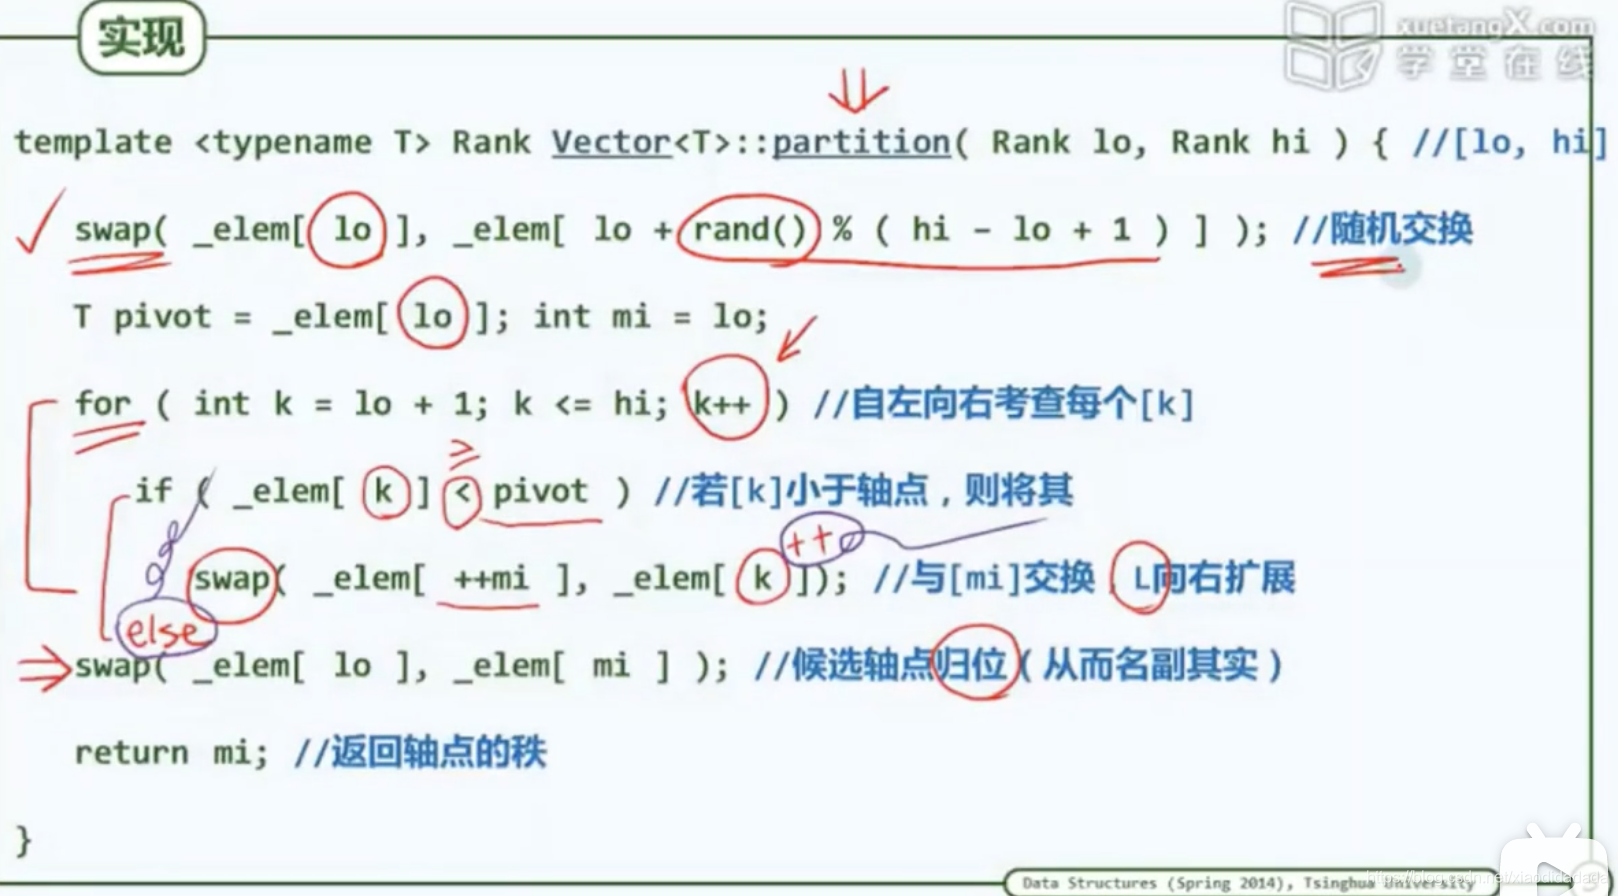 实现
xuetangX.com
学堂在线
template <typename T> Rank Vector<T>::partition( Rank lo, Rank hi ) { //[lo, hi]
swap( _elem[ lo ], _elem[ lo + rand() % ( hi - lo + 1 ) ] ); //随机交换
T pivot = _elem[ lo ]; int mi = lo;
for ( int k = lo + 1; k <= hi; k++ ) //自左向右考查每个[k]
≥
if ( _elem[ k ] < pivot ) //若[k]小于轴点，则将其
++
swap( _elem[ ++mi ], _elem[ k ]); //与[mi]交换，L向右扩展
else
swap( _elem[ lo ], _elem[ mi ] ); //候选轴点归位（从而名副其实）
return mi; //返回轴点的秩
}
Data Structures (Spring 2014), Tsinghua University